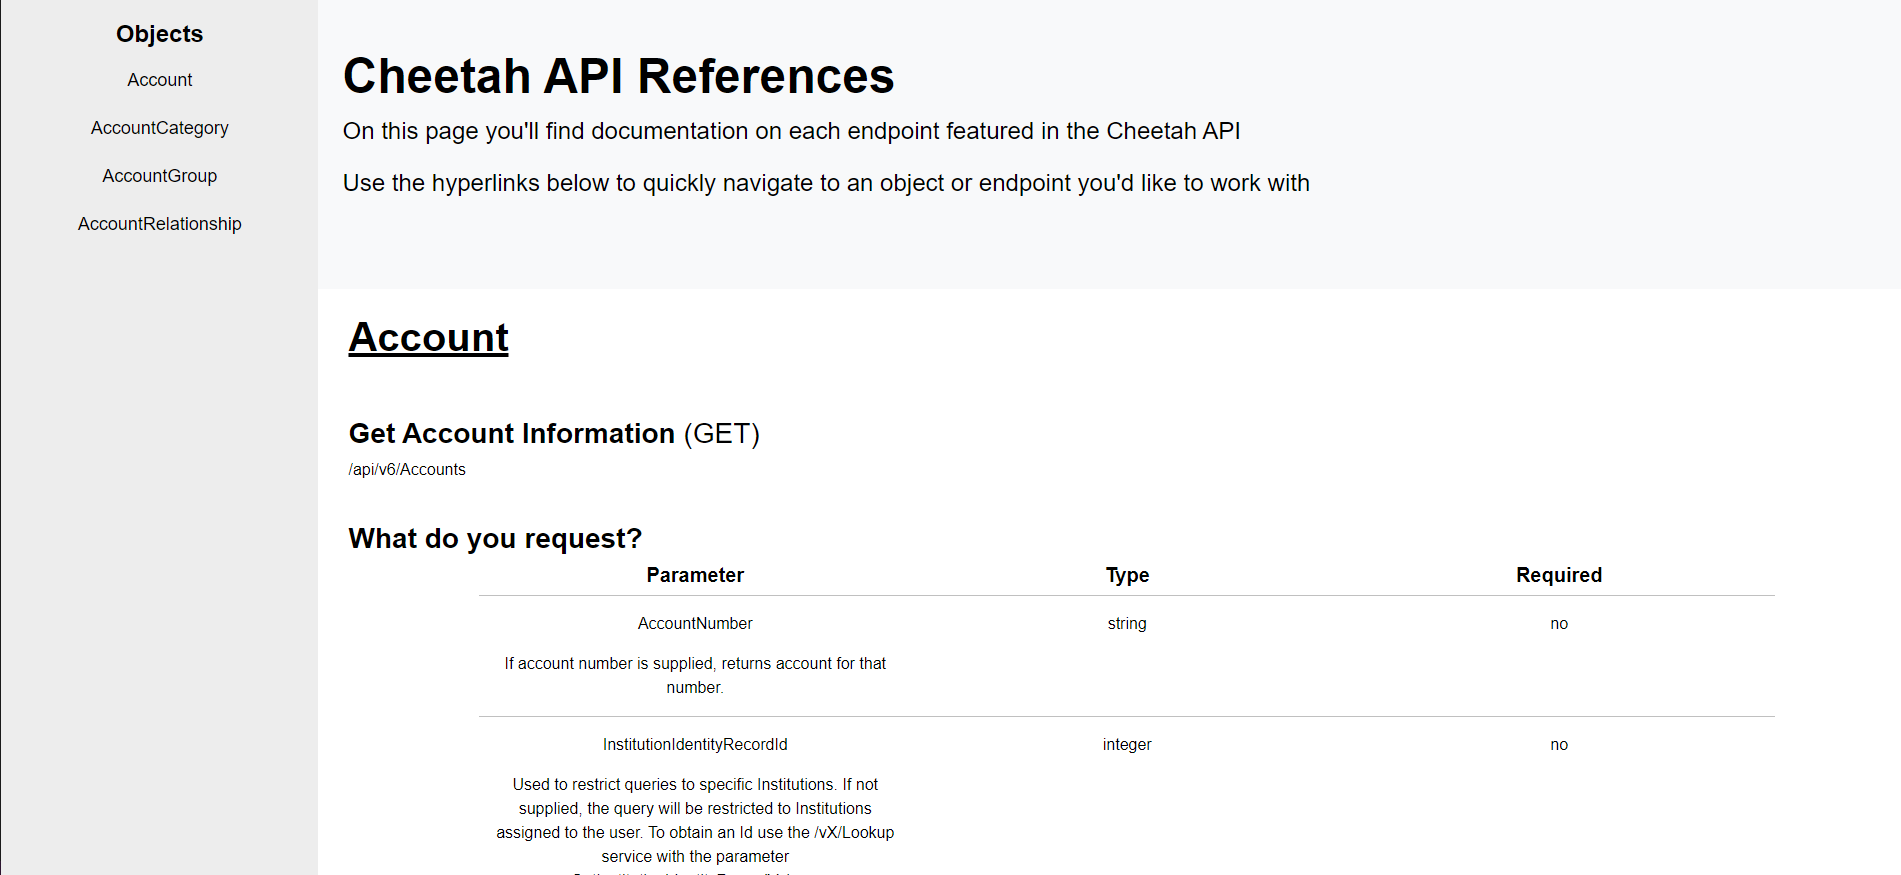 Objects
Account
AccountCategory
AccountGroup
AccountRelationship
Cheetah API References
On this page you'll find documentation on each endpoint featured in the Cheetah API
Use the hyperlinks below to quickly navigate to an object or endpoint you'd like to work with
Account
Get Account Information (GET)
/api/v6/Accounts
What do you request?
Parameter Type Required
AccountNumber string no
If account number is supplied, returns account for that
number.
InstitutionIdentityRecordId integer no
Used to restrict queries to specific Institutions. If not
supplied, the query will be restricted to Institutions
assigned to the user. To obtain an Id use the /vX/Lookup
service with the parameter